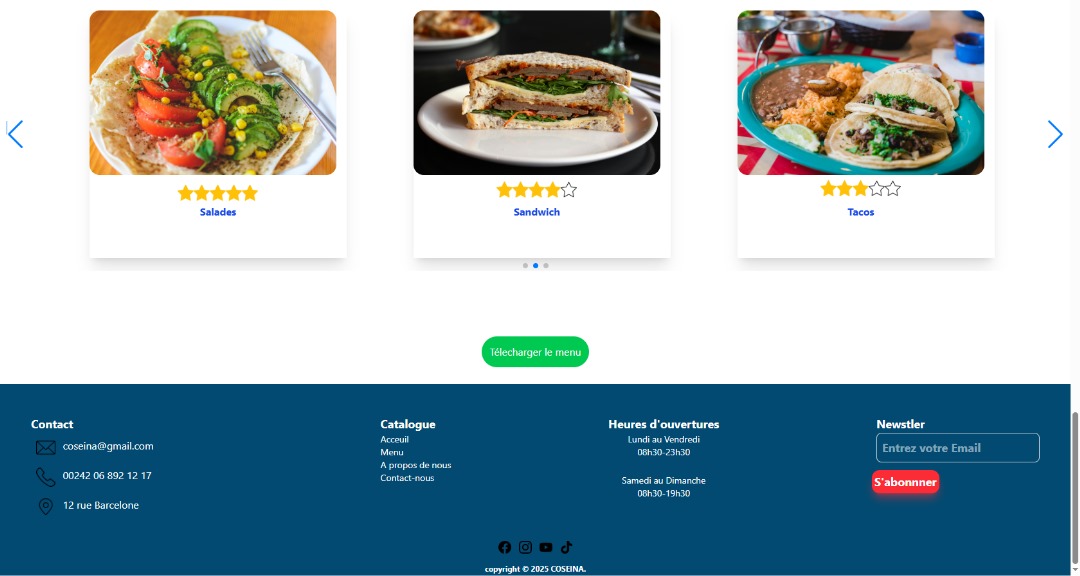 Salades
Sandwich
Tacos
Télecharger le menu
Contact
coseina@gmail.com
00242 06 892 12 17
12 rue Barcelone
Catalogue
Acceuil
Menu
A propos de nous
Contact-nous
Heures d'ouvertures
Lundi au Vendredi
08h30-23h30
Samedi au Dimanche
08h30-19h30
Newstler
Entrez votre Email
S'abonnner
copyright © 2025 COSEINA.